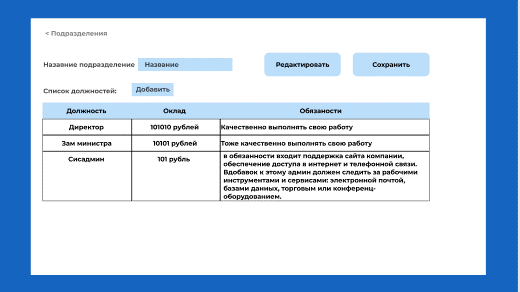 < Подразделения
Название подразделение Название Редактировать Сохранить
Список должностей: Добавить
Должность Оклад Обязаности
Директор 101010 рублей Качественно выполнять свою работу
Зам министра 10101 рублей Тоже качественно выполнять свою работу
Сисадмин 101 рубль в обязанности входит поддержка сайта компании,
обеспечение доступа в интернет и телефонной связи.
Вдобавок к этому админ должен следить за рабочими
инструментами и сервисами: электронной почтой,
базами данных, торговым или конференц-
оборудованием.